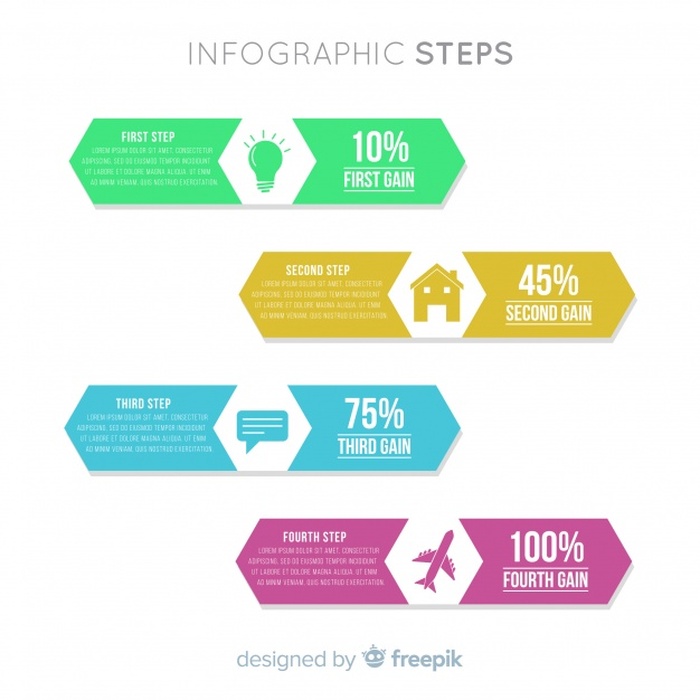 INFOGRAPHIC STEPS
FIRST STEP
LOREM IPSUM DOLOR SIT AMET, CONSECTETUR
ADIPISCING, SED DO EIUSMOD TEMPOR INCIDIDUNT
UT LABORE ET DOLORE MAGNA ALIQUA. UT ENIM
AD MINIM VENIAM, QUIS NOSTRUD EXERCITATION.
10%
FIRST GAIN
SECOND STEP
LOREM IPSUM DOLOR SIT AMET, CONSECTETUR
ADIPISCING, SED DO EIUSMOD TEMPOR INCIDIDUNT
UT LABORE ET DOLORE MAGNA ALIQUA. UT ENIM
AD MINIM VENIAM, QUIS NOSTRUD EXERCITATION.
45%
SECOND GAIN
THIRD STEP
LOREM IPSUM DOLOR SIT AMET, CONSECTETUR
ADIPISCING, SED DO EIUSMOD TEMPOR INCIDIDUNT
UT LABORE ET DOLORE MAGNA ALIQUA. UT ENIM
AD MINIM VENIAM, QUIS NOSTRUD EXERCITATION.
75%
THIRD GAIN
FOURTH STEP
LOREM IPSUM DOLOR SIT AMET, CONSECTETUR
ADIPISCING, SED DO EIUSMOD TEMPOR INCIDIDUNT
UT LABORE ET DOLORE MAGNA ALIQUA. UT ENIM
AD MINIM VENIAM, QUIS NOSTRUD EXERCITATION.
100%
FOURTH GAIN
designed by freepik